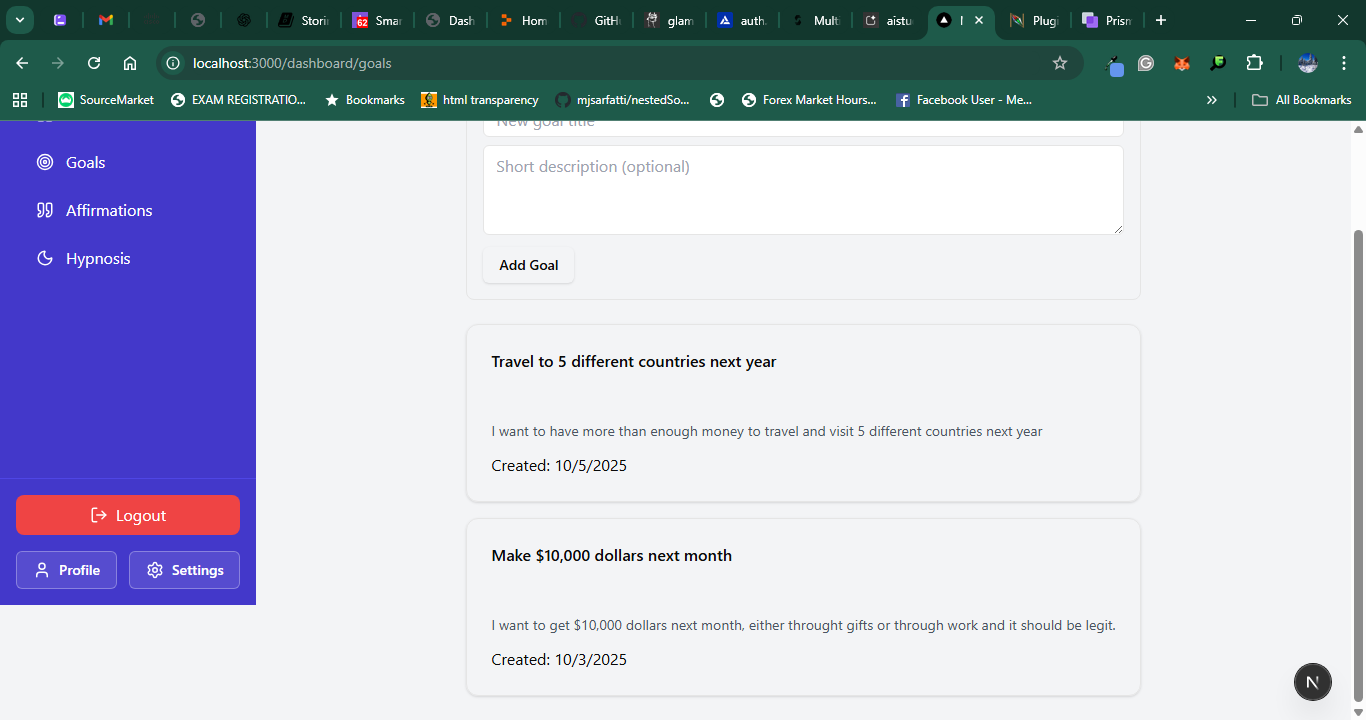 Storin
Smar
Dash
Hom
GitHu
glam
auth.
Multi
aistu
Plugi
Prism
localhost:3000/dashboard/goals
SourceMarket
EXAM REGISTRATIO...
Bookmarks
html transparency
mjsarfatti/nestedSo...
Forex Market Hours...
Facebook User - Me...
All Bookmarks
Goals
Affirmations
Hypnosis
Logout
Profile
Settings
New goal title
Short description (optional)
Add Goal
Travel to 5 different countries next year
I want to have more than enough money to travel and visit 5 different countries next year
Created: 10/5/2025
Make $10,000 dollars next month
I want to get $10,000 dollars next month, either throught gifts or through work and it should be legit.
Created: 10/3/2025
N